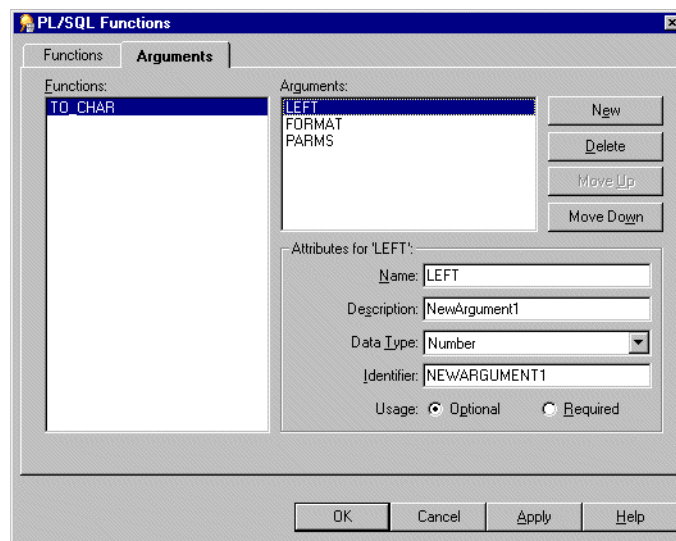 PL/SQL Functions
Functions
Arguments
Functions:
TO_CHAR
Arguments:
LEFT
FORMAT
PARMS
New
Delete
Move Up
Move Down
Attributes for 'LEFT':
Name: LEFT
Description: NewArgument1
Data Type: Number
Identifier: NEWARGUMENT1
Usage: Optional Required
OK Cancel Apply Help